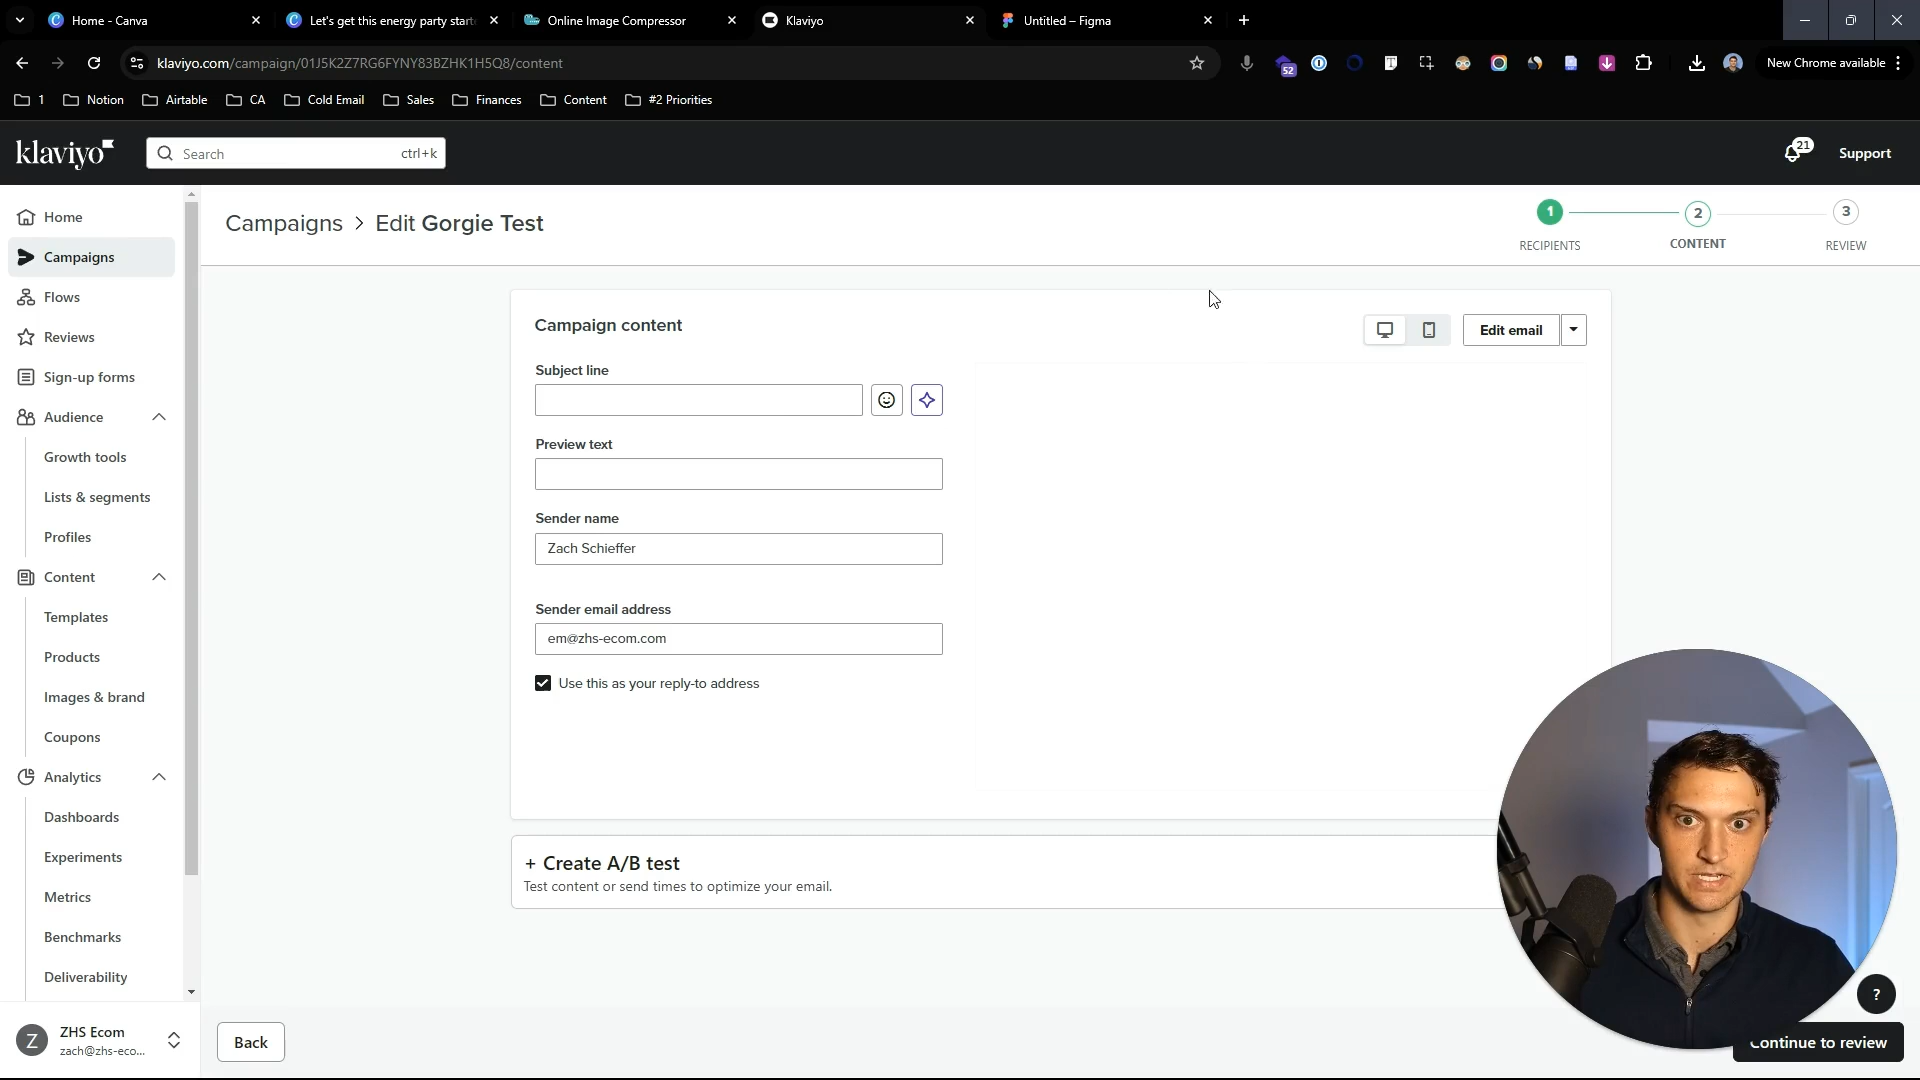 Home - Canva
Let's get this energy party start
Online Image Compressor
Klaviyo
Untitled – Figma
klaviyo.com/campaign/01J5K2Z7RG6FYNY83BZHK1H5Q8/content
52
New Chrome available
1
Notion
Airtable
CA
Cold Email
Sales
Finances
Content
#2 Priorities
klaviyo
Search
ctrl+k
21
Support
Home
Campaigns
Flows
Reviews
Sign-up forms
Audience
Growth tools
Lists & segments
Profiles
Content
Templates
Products
Images & brand
Coupons
Analytics
Dashboards
Experiments
Metrics
Benchmarks
Deliverability
Z
ZHS Ecom
zach@zhs-eco...
Campaigns > Edit Gorgie Test
1
RECIPIENTS
2
CONTENT
3
REVIEW
Campaign content
Edit email
Subject line
Preview text
Sender name
Zach Schieffer
Sender email address
em@zhs-ecom.com
Use this as your reply-to address
+ Create A/B test
Test content or send times to optimize your email.
Back
?
Continue to review